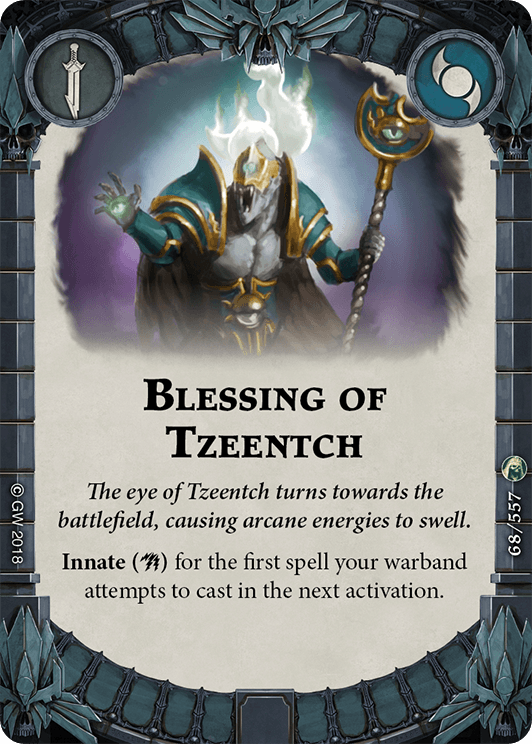 BLESSING OF
TZEENTCH
The eye of Tzeentch turns towards the
battlefield, causing arcane energies to swell.
Innate () for the first spell your warband
attempts to cast in the next activation.
© GW 2018
68/557